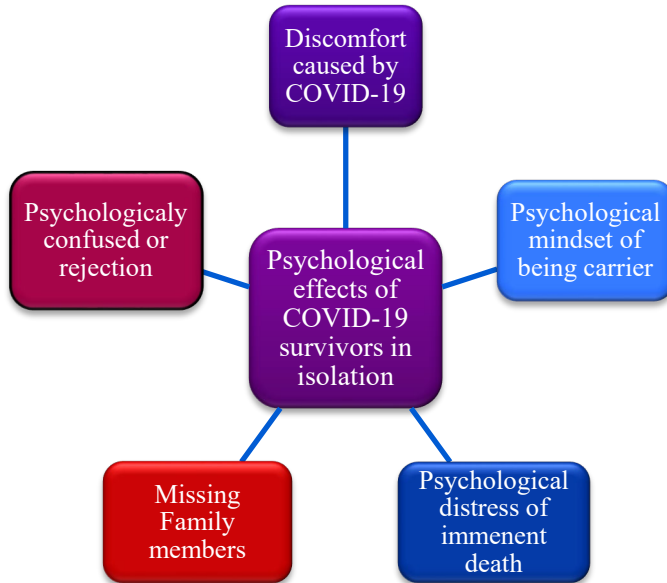 Discomfort
caused by
COVID-19
Psychologicaly
confused or
rejection
Psychological
mindset of
being carrier
Psychological
effects of
COVID-19
survivors in
isolation
Missing
Family
members
Psychological
distress of
immenent
death